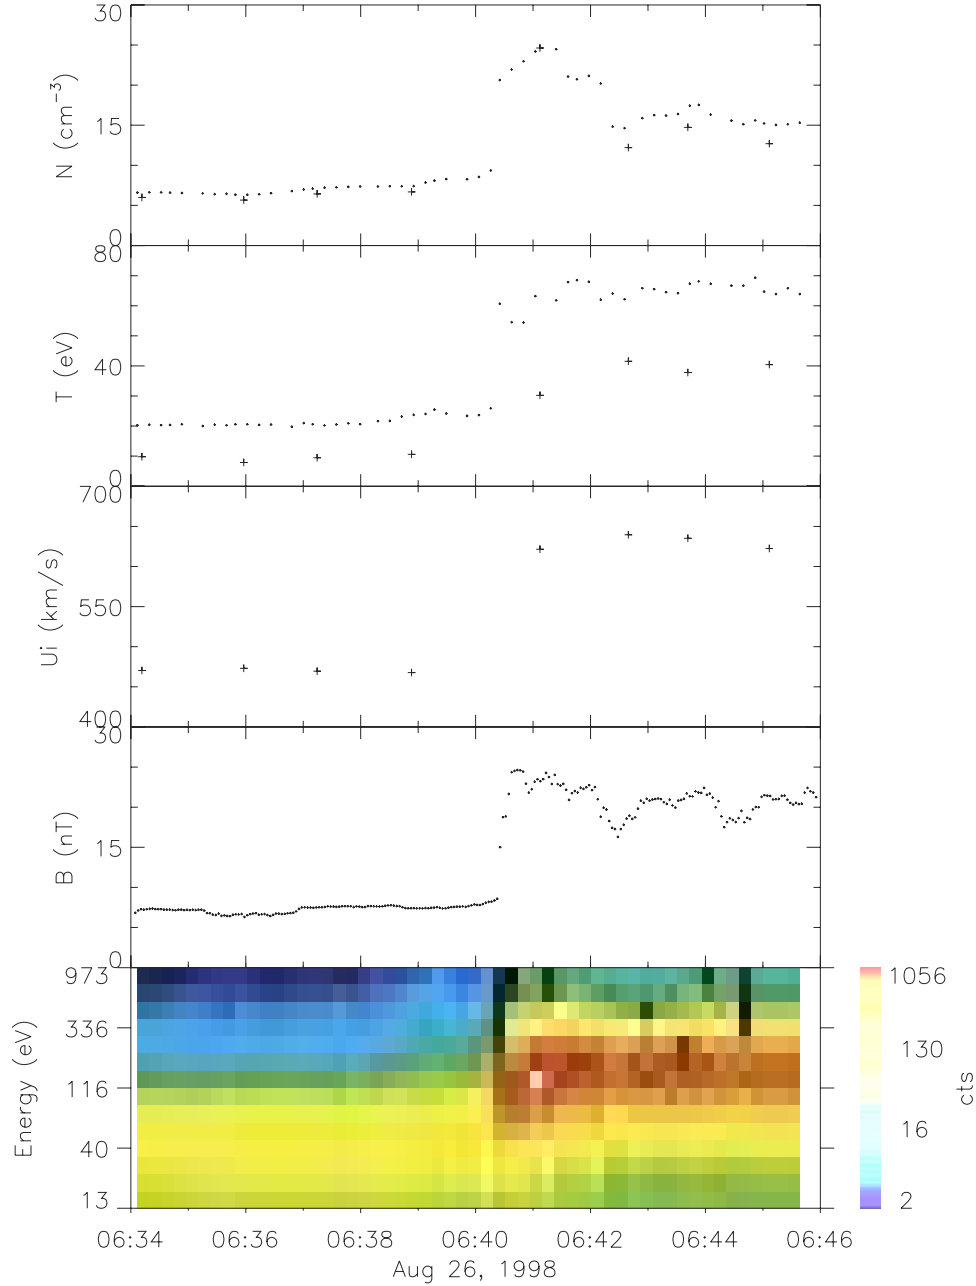 30
15
0
N (cm⁻³)
80
40
0
T (eV)
700
550
400
Ui (km/s)
30
15
0
B (nT)
973
336
116
40
13
Energy (eV)
1056
130
16
2
cts
06:34 06:36 06:38 06:40 06:42 06:44 06:46
Aug 26, 1998